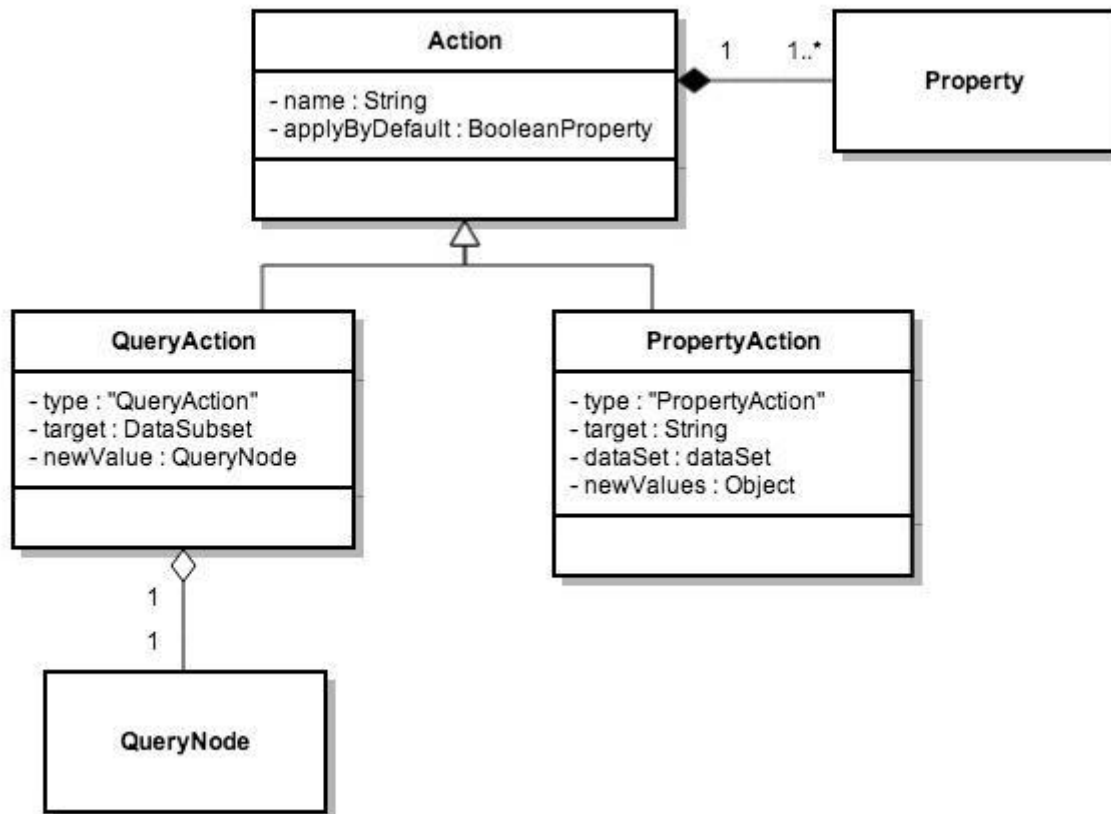 Action
1
1..*
Property
- name : String
- applyByDefault : BooleanProperty
QueryAction
- type : "QueryAction"
- target : DataSubset
- newValue : QueryNode
PropertyAction
- type : "PropertyAction"
- target : String
- dataSet : dataSet
- newValues : Object
1
1
QueryNode